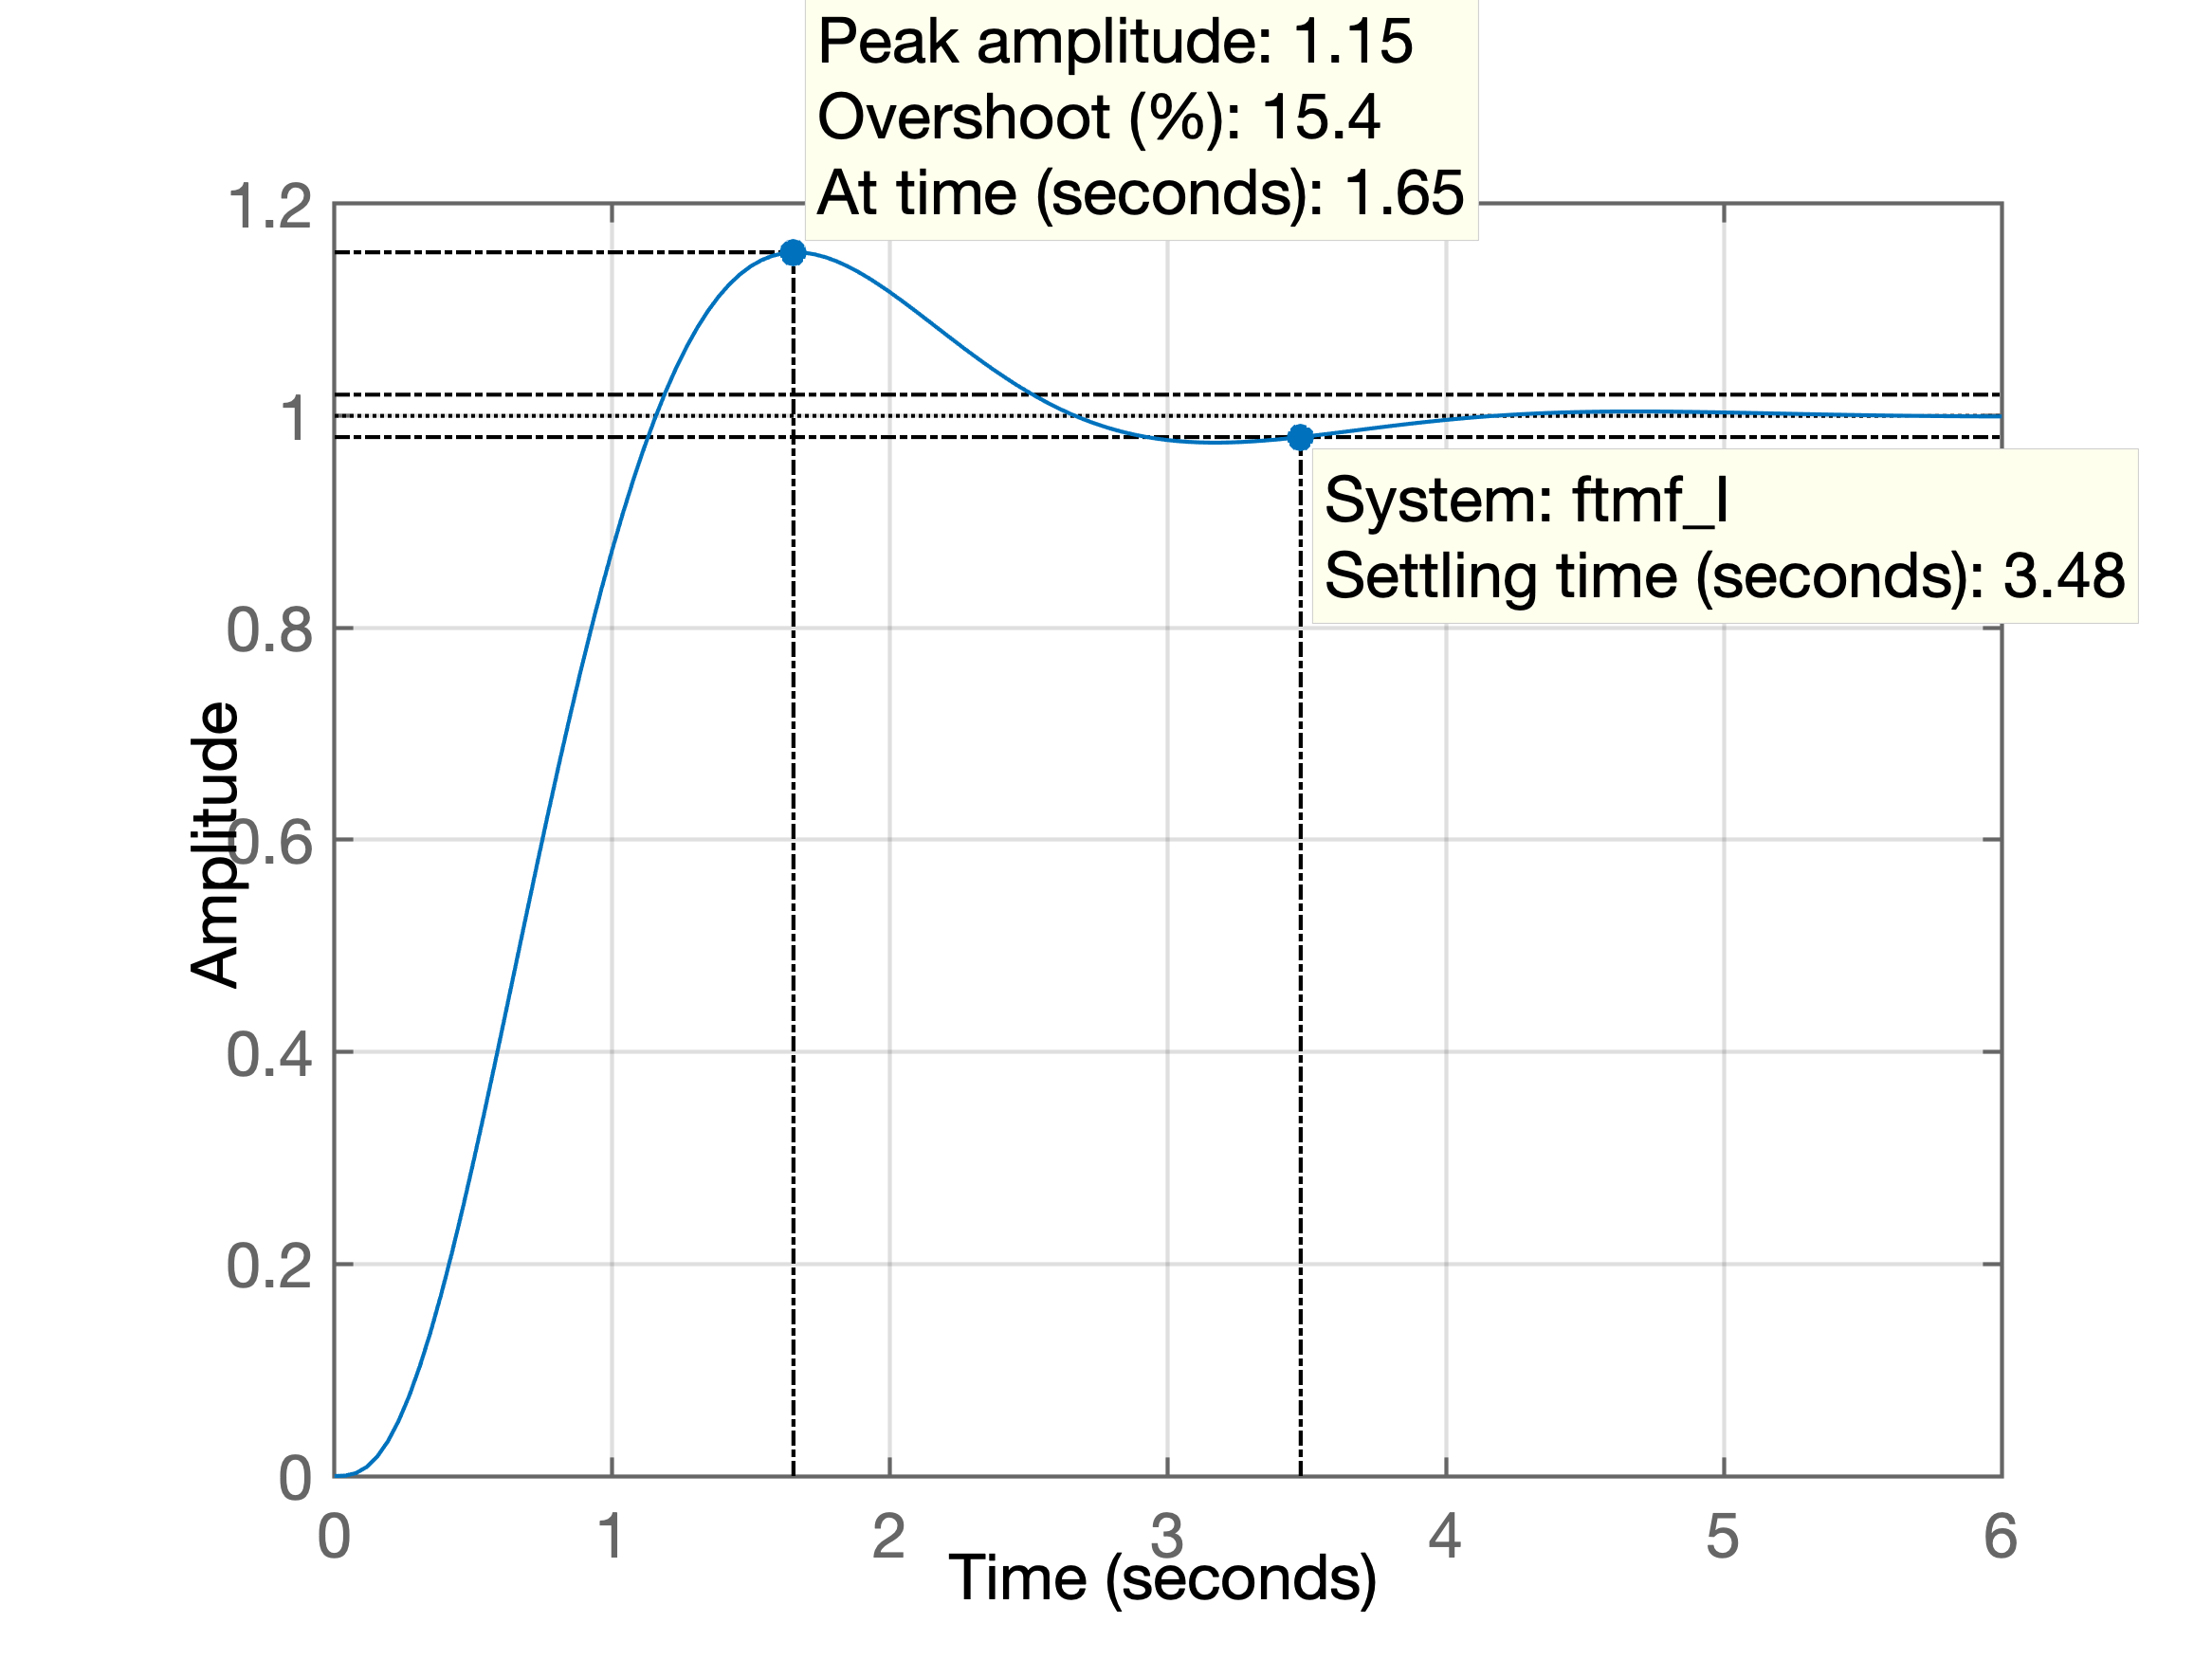 Peak amplitude: 1.15
Overshoot (%): 15.4
At time (seconds): 1.65
1.2
1
System: ftmf_I
Settling time (seconds): 3.48
0.8
0.6
0.4
0.2
0
Amplitude
0 1 2 3 4 5 6
Time (seconds)